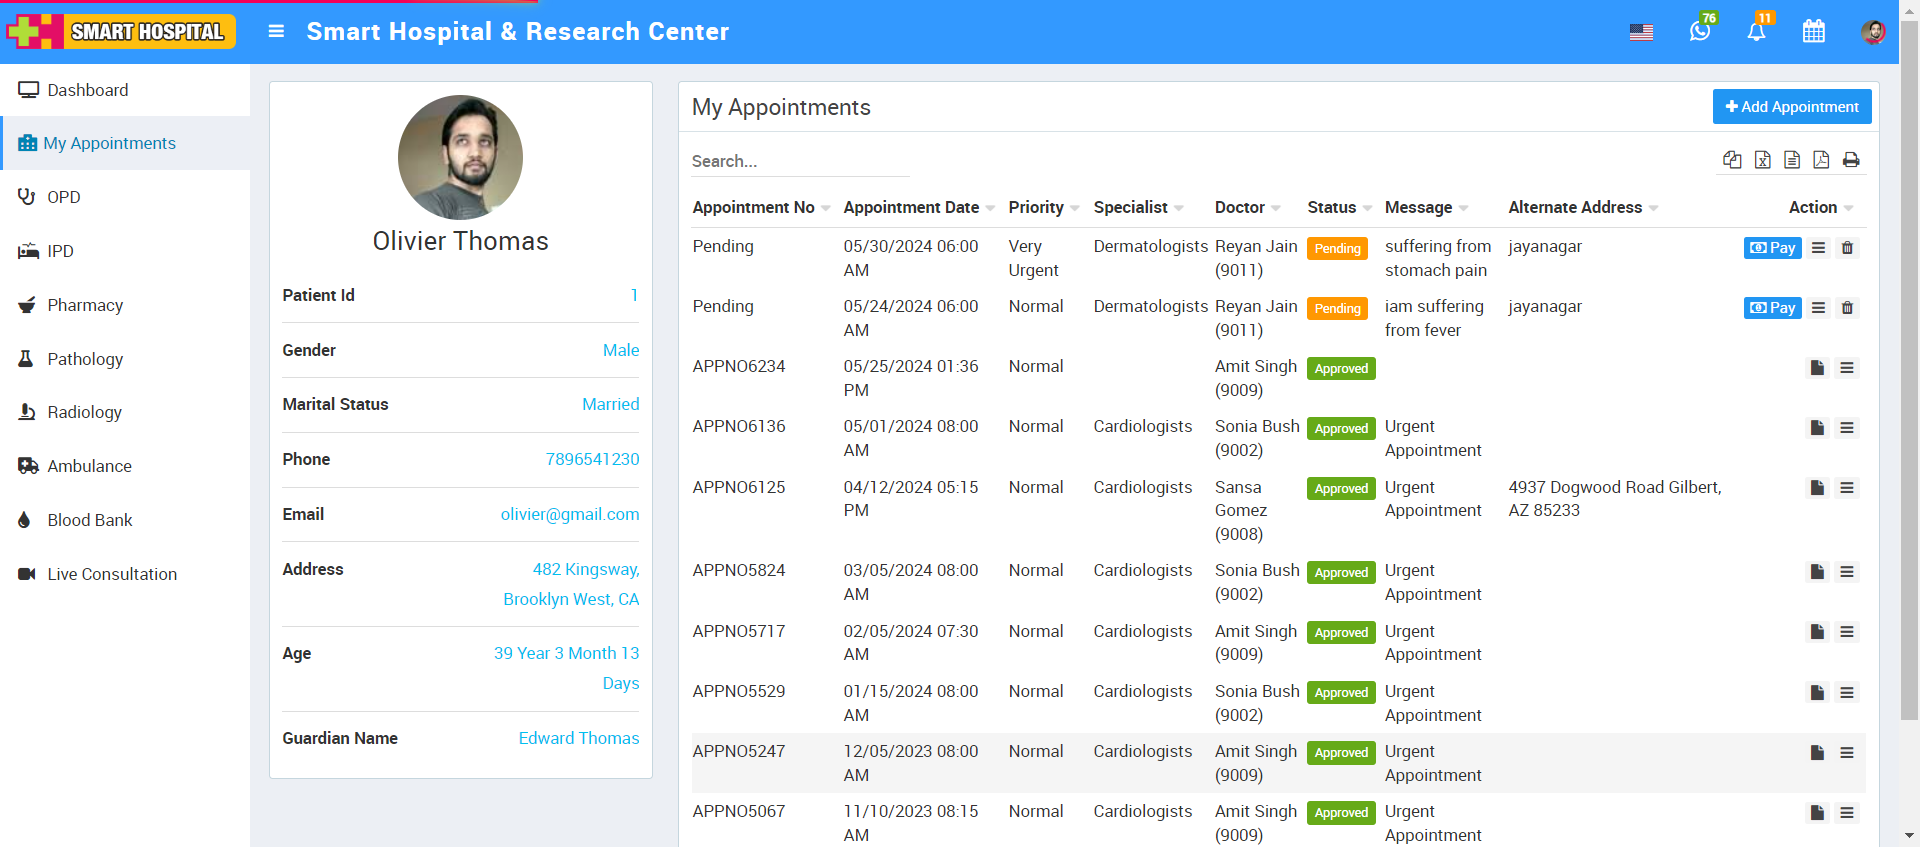 SMART HOSPITAL
Smart Hospital & Research Center
76
11
Dashboard
My Appointments
OPD
IPD
Pharmacy
Pathology
Radiology
Ambulance
Blood Bank
Live Consultation
Olivier Thomas
Patient Id 1
Gender Male
Marital Status Married
Phone 7896541230
Email olivier@gmail.com
Address 482 Kingsway,
Brooklyn West, CA
Age 39 Year 3 Month 13
Days
Guardian Name Edward Thomas
My Appointments
Add Appointment
Search...
Appointment No Appointment Date Priority Specialist Doctor Status Message Alternate Address Action
Pending 05/30/2024 06:00 Very Dermatologists Reyan Jain Pending suffering from jayanagar Pay
AM Urgent (9011) stomach pain
Pending 05/24/2024 06:00 Normal Dermatologists Reyan Jain Pending iam suffering jayanagar Pay
AM (9011) from fever
APPNO6234 05/25/2024 01:36 Normal Amit Singh Approved
PM (9009)
APPNO6136 05/01/2024 08:00 Normal Cardiologists Sonia Bush Approved Urgent
AM (9002) Appointment
APPNO6125 04/12/2024 05:15 Normal Cardiologists Sansa Approved Urgent 4937 Dogwood Road Gilbert,
PM Gomez Appointment AZ 85233
(9008)
APPNO5824 03/05/2024 08:00 Normal Cardiologists Sonia Bush Approved Urgent
AM (9002) Appointment
APPNO5717 02/05/2024 07:30 Normal Cardiologists Amit Singh Approved Urgent
AM (9009) Appointment
APPNO5529 01/15/2024 08:00 Normal Cardiologists Sonia Bush Approved Urgent
AM (9002) Appointment
APPNO5247 12/05/2023 08:00 Normal Cardiologists Amit Singh Approved Urgent
AM (9009) Appointment
APPNO5067 11/10/2023 08:15 Normal Cardiologists Amit Singh Approved Urgent
AM (9009) Appointment